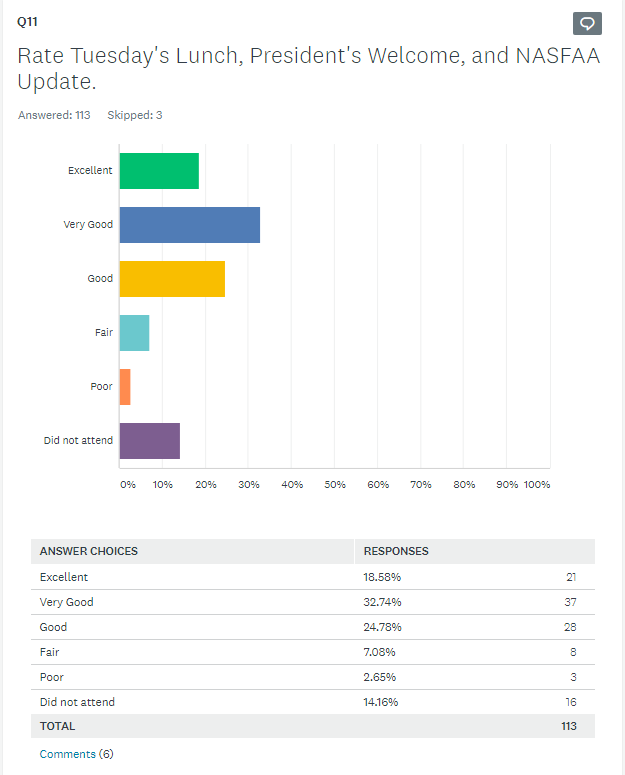 Q11
Rate Tuesday's Lunch, President's Welcome, and NASFAA
Update.
Answered: 113 Skipped: 3
Excellent
Very Good
Good
Fair
Poor
Did not attend
0% 10% 20% 30% 40% 50% 60% 70% 80% 90% 100%
ANSWER CHOICES RESPONSES
Excellent 18.58% 21
Very Good 32.74% 37
Good 24.78% 28
Fair 7.08% 8
Poor 2.65% 3
Did not attend 14.16% 16
TOTAL 113
Comments (6)